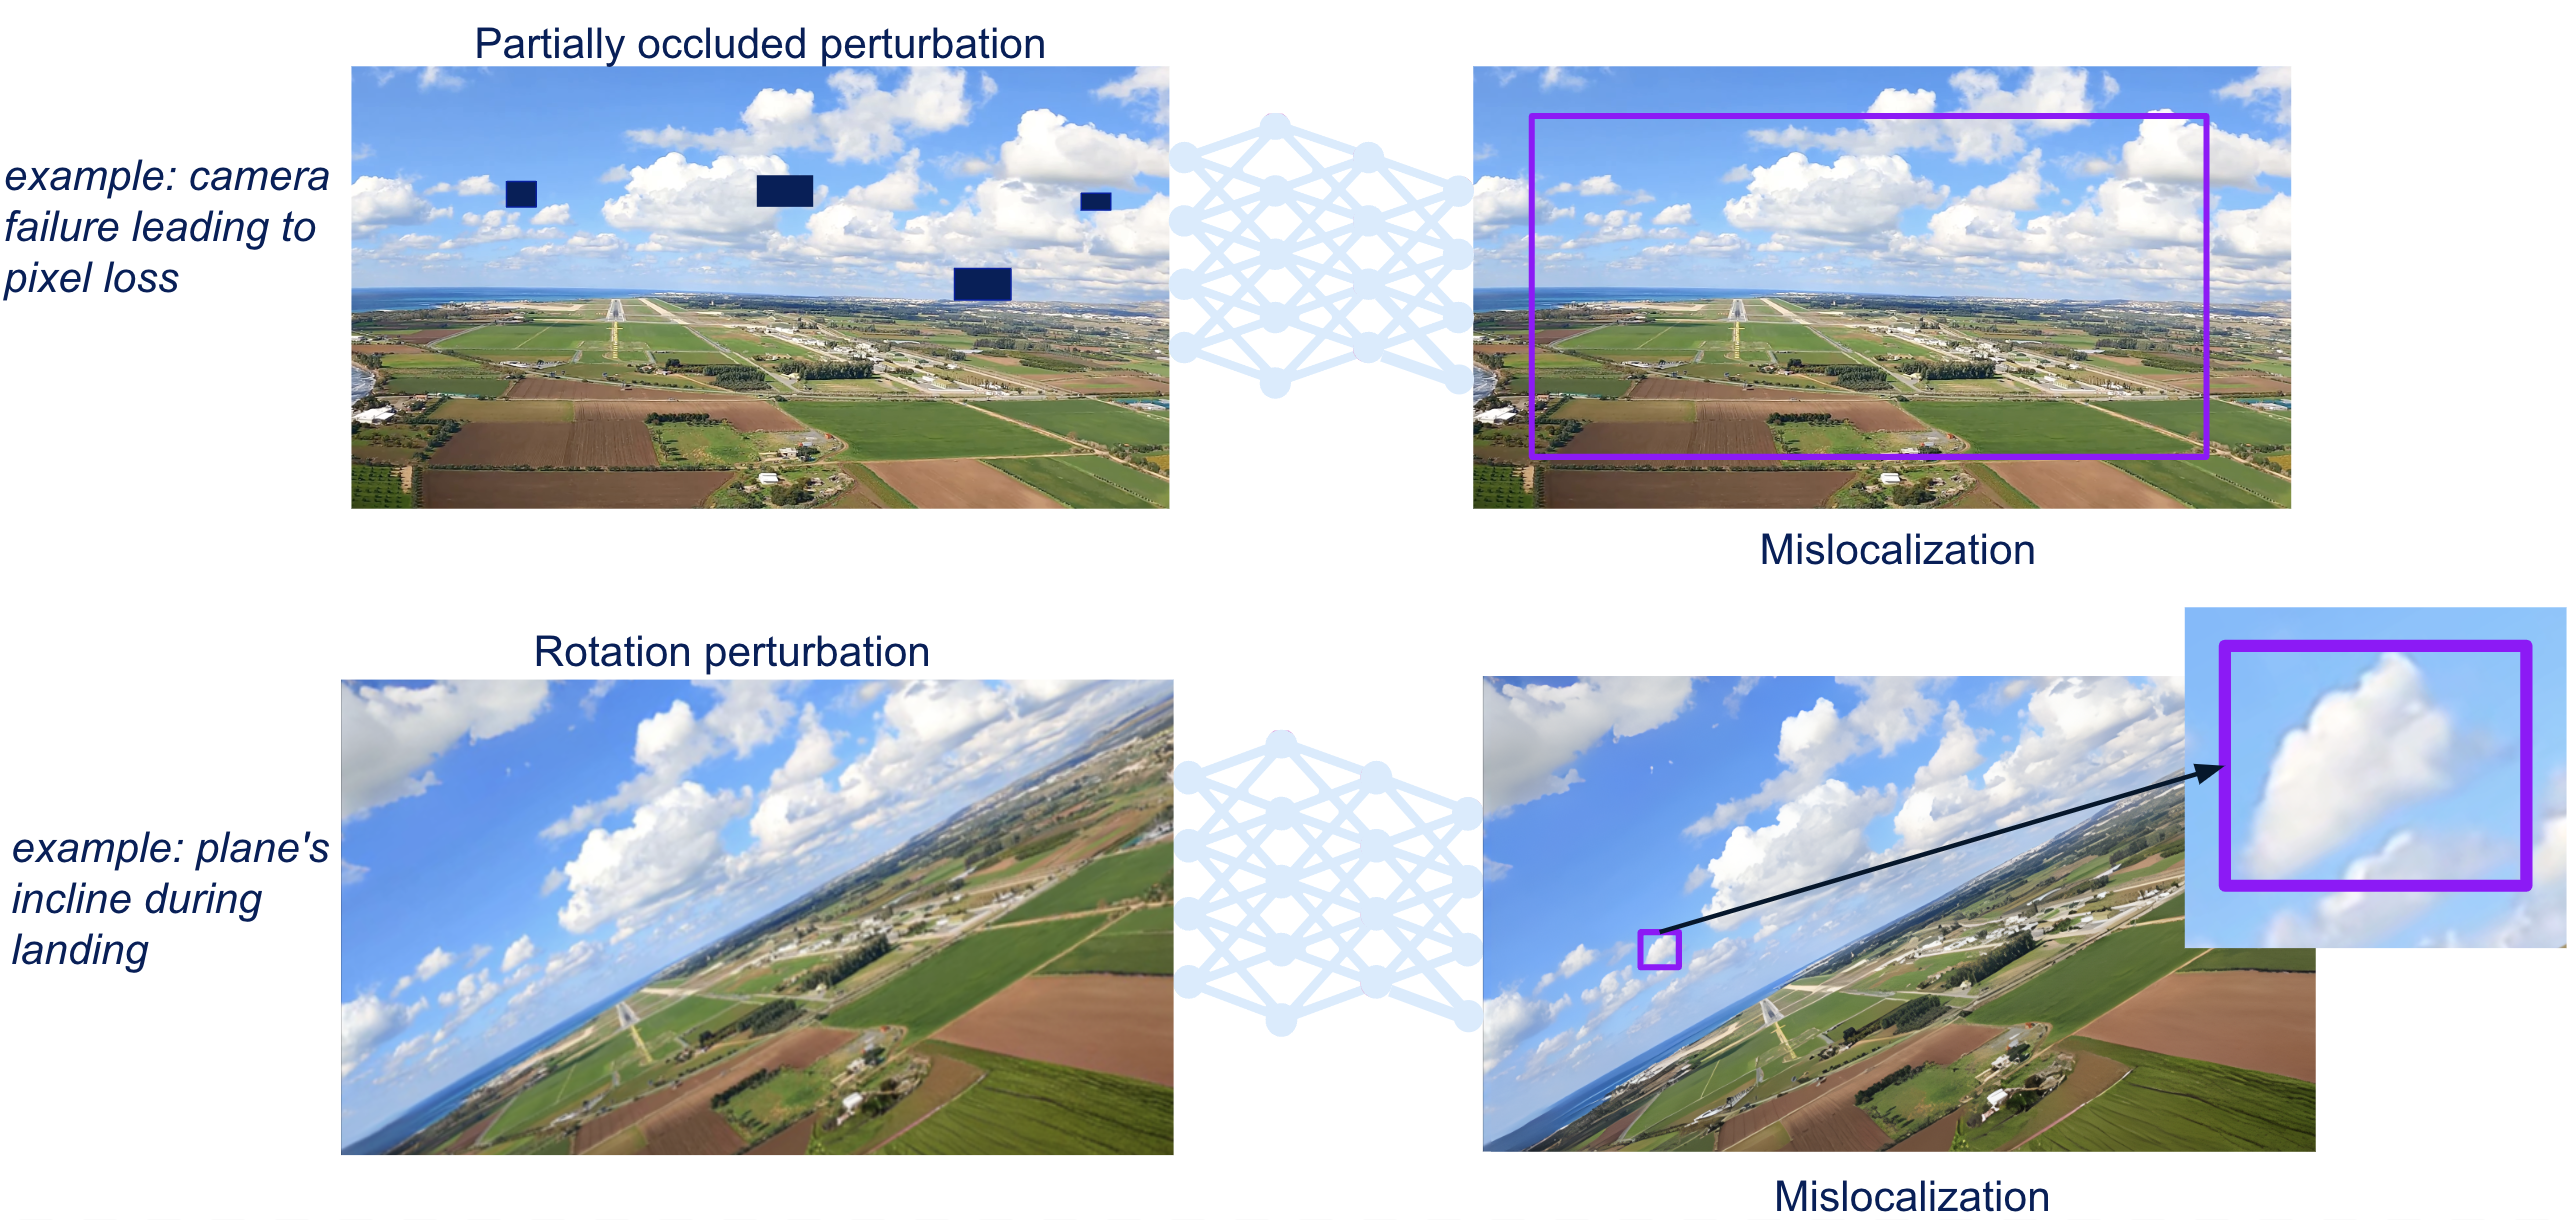 Partially occluded perturbation
example: camera
failure leading to
pixel loss
Mislocalization
Rotation perturbation
example: plane's
incline during
landing
Mislocalization